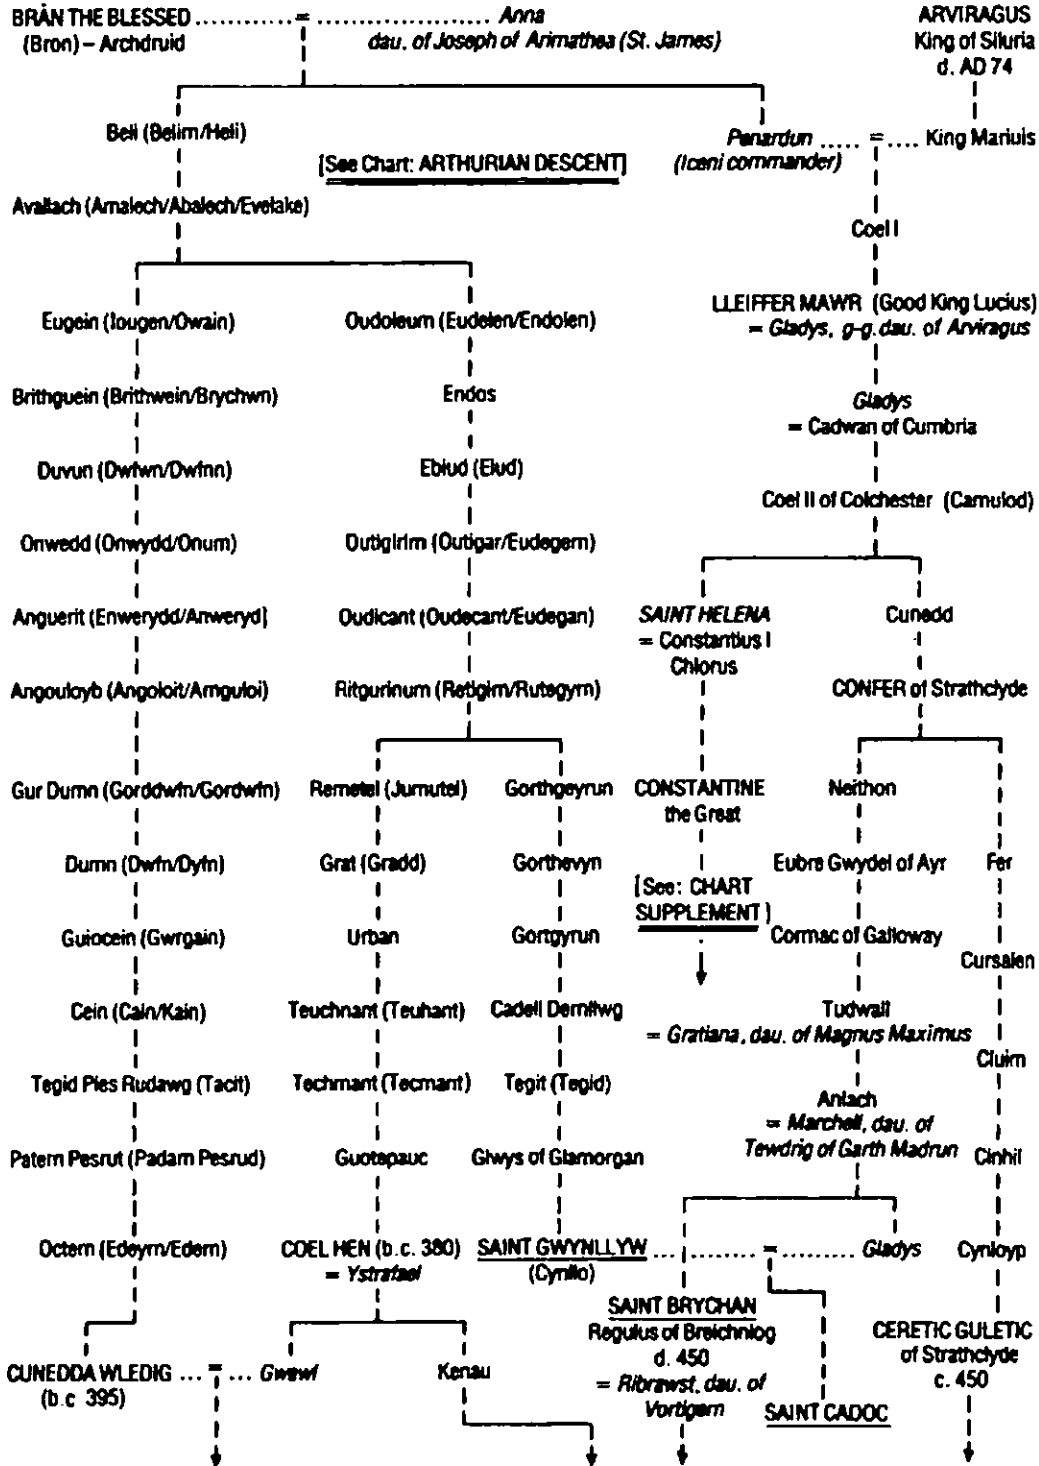 BRÂN THE BLESSED .................. = .................. Anna ARVIRAGUS
(Bron) – Archdruid dau. of Joseph of Arimathea (St. James) King of Siluria
d. AD 74
Beli (Belim/Heli) Penardun ..... = ..... King Mariuis
[See Chart: ARTHURIAN DESCENT] (Iceni commander)
Avallach (Amalech/Abalech/Evelake)
Coel I
Eugein (Iougen/Owain) Oudoleum (Eudelen/Endolen) LLEIFFER MAWR (Good King Lucius)
= Gladys, g-g.dau. of Arviragus
Brithguein (Brithwein/Brychwn) Endos Gladys
= Cadwan of Cumbria
Duvun (Dwfwn/Dwfnn) Ebiud (Elud)
Coel II of Colchester (Camulod)
Onwedd (Onwydd/Onum) Outigirim (Outigar/Eudegern)
Anguerit (Enwerydd/Anweryd) Oudicant (Oudecant/Eudegan) SAINT HELENA Cunedd
= Constantius I
Chlorus
Angouloyb (Angoloit/Amguloi) Ritgurinum (Retigirn/Rutegyrn) CONFER of Strathclyde
Gur Dumn (Gorddwfn/Gordwfn) Remetel (Jumutel) Gorthgeyrun CONSTANTINE Neithon
the Great
Dumn (Dwfn/Dyfn) Grat (Gradd) Gorthevyn Eubre Gwydel of Ayr Fer
[See: CHART
SUPPLEMENT]
Guiocein (Gwrgain) Urban Gortgyrun Cormac of Galloway
Cursalen
Cein (Cain/Kain) Teuchnant (Teuhant) Cadell Dernllwg Tudwall
= Gratiana, dau. of Magnus Maximus
Cluim
Tegid Pies Rudawg (Tacit) Techmant (Tecmant) Tegit (Tegid) Anlach
= Marchell, dau. of
Tewdrig of Garth Madrun
Patern Pesrut (Padarn Pesrud) Guotepauc Glwys of Glamorgan Cinhil
Octern (Edeyrn/Edern) COEL HEN (b.c. 380) SAINT GWYNLLYW .................. = .................. Gladys Cynloyp
= Ystrafael (Cynllo)
SAINT BRYCHAN CERETIC GULETIC
Regulus of Breichniog of Strathclyde
CUNEDDA WLEDIG ... = ... Gwawl Kenau d. 450 c. 450
(b.c 395) = Ribrawst, dau. of
Vortigern SAINT CADOC